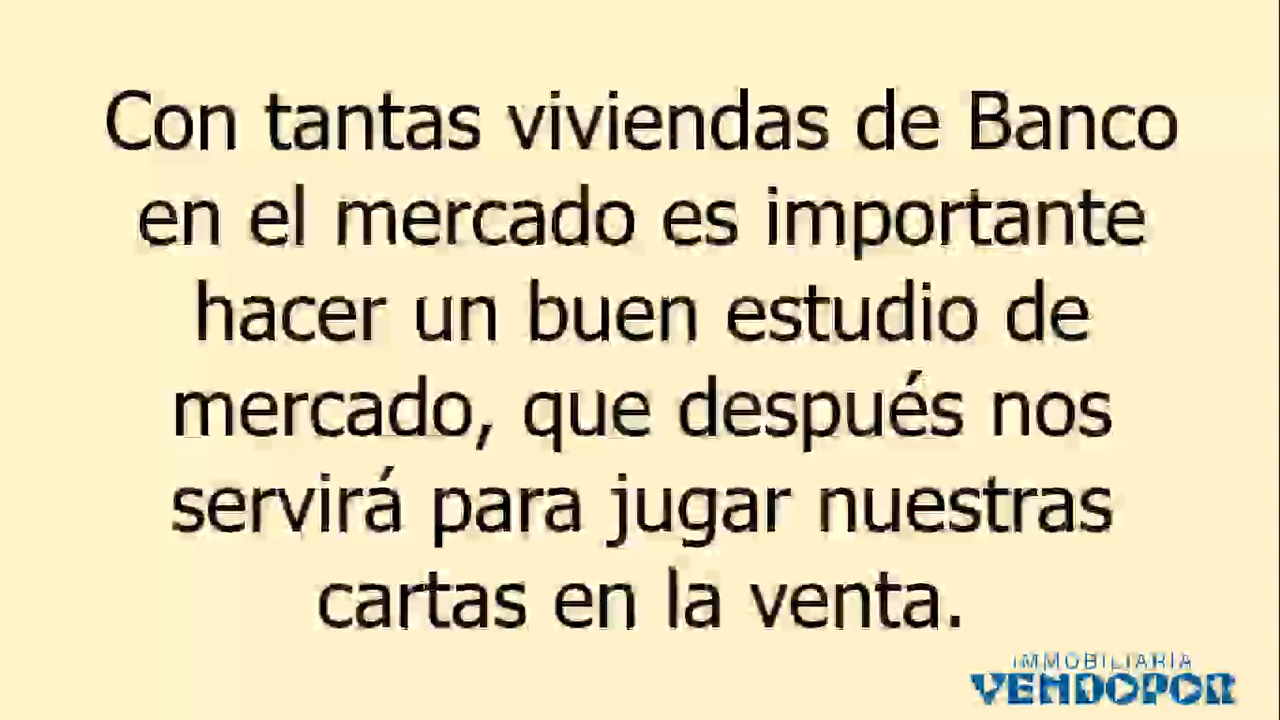 Con tantas viviendas de Banco
en el mercado es importante
hacer un buen estudio de
mercado, que después nos
servirá para jugar nuestras
cartas en la venta.
IMMOBILIARIA
VENDOPOR